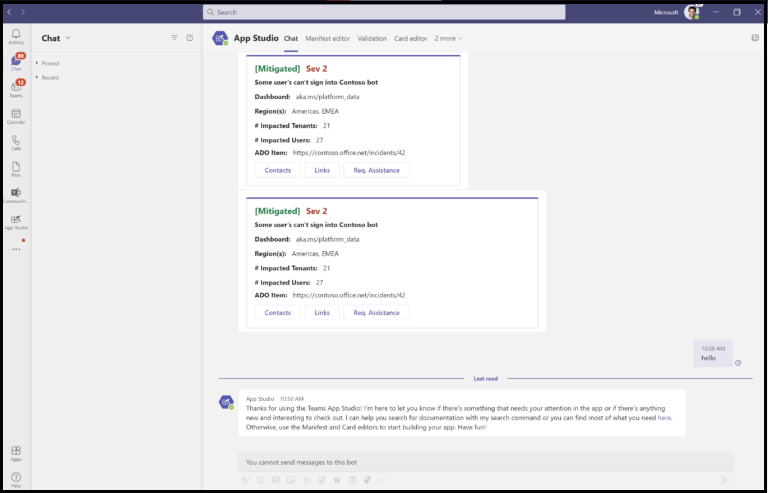 Search
Microsoft
Activity
Chat
89
Chat
12
Teams
Calendar
Calls
Files
Communi...
App Studio
Apps
Help
Pinned
Recent
App Studio Chat Manifest editor Validation Card editor 2 more
[Mitigated] Sev 2
Some user's can't sign into Contoso bot
Dashboard: aka.ms/platform_data
Region(s): Americas, EMEA
# Impacted Tenants: 21
# Impacted Users: 27
ADO Item: https://contoso.office.net/incidents/42
Contacts Links Req. Assistance
[Mitigated] Sev 2
Some user's can't sign into Contoso bot
Dashboard: aka.ms/platform_data
Region(s): Americas, EMEA
# Impacted Tenants: 21
# Impacted Users: 27
ADO Item: https://contoso.office.net/incidents/42
Contacts Links Req. Assistance
10:50 AM
hello
Last read
App Studio 10:50 AM
Thanks for using the Teams App Studio! I'm here to let you know if there's something that needs your attention in the app or if there's anything
new and interesting to check out. I can help you search for documentation with my search command or you can find most of what you need here.
Otherwise, use the Manifest and Card editors to start building your app. Have fun!
You cannot send messages to this bot